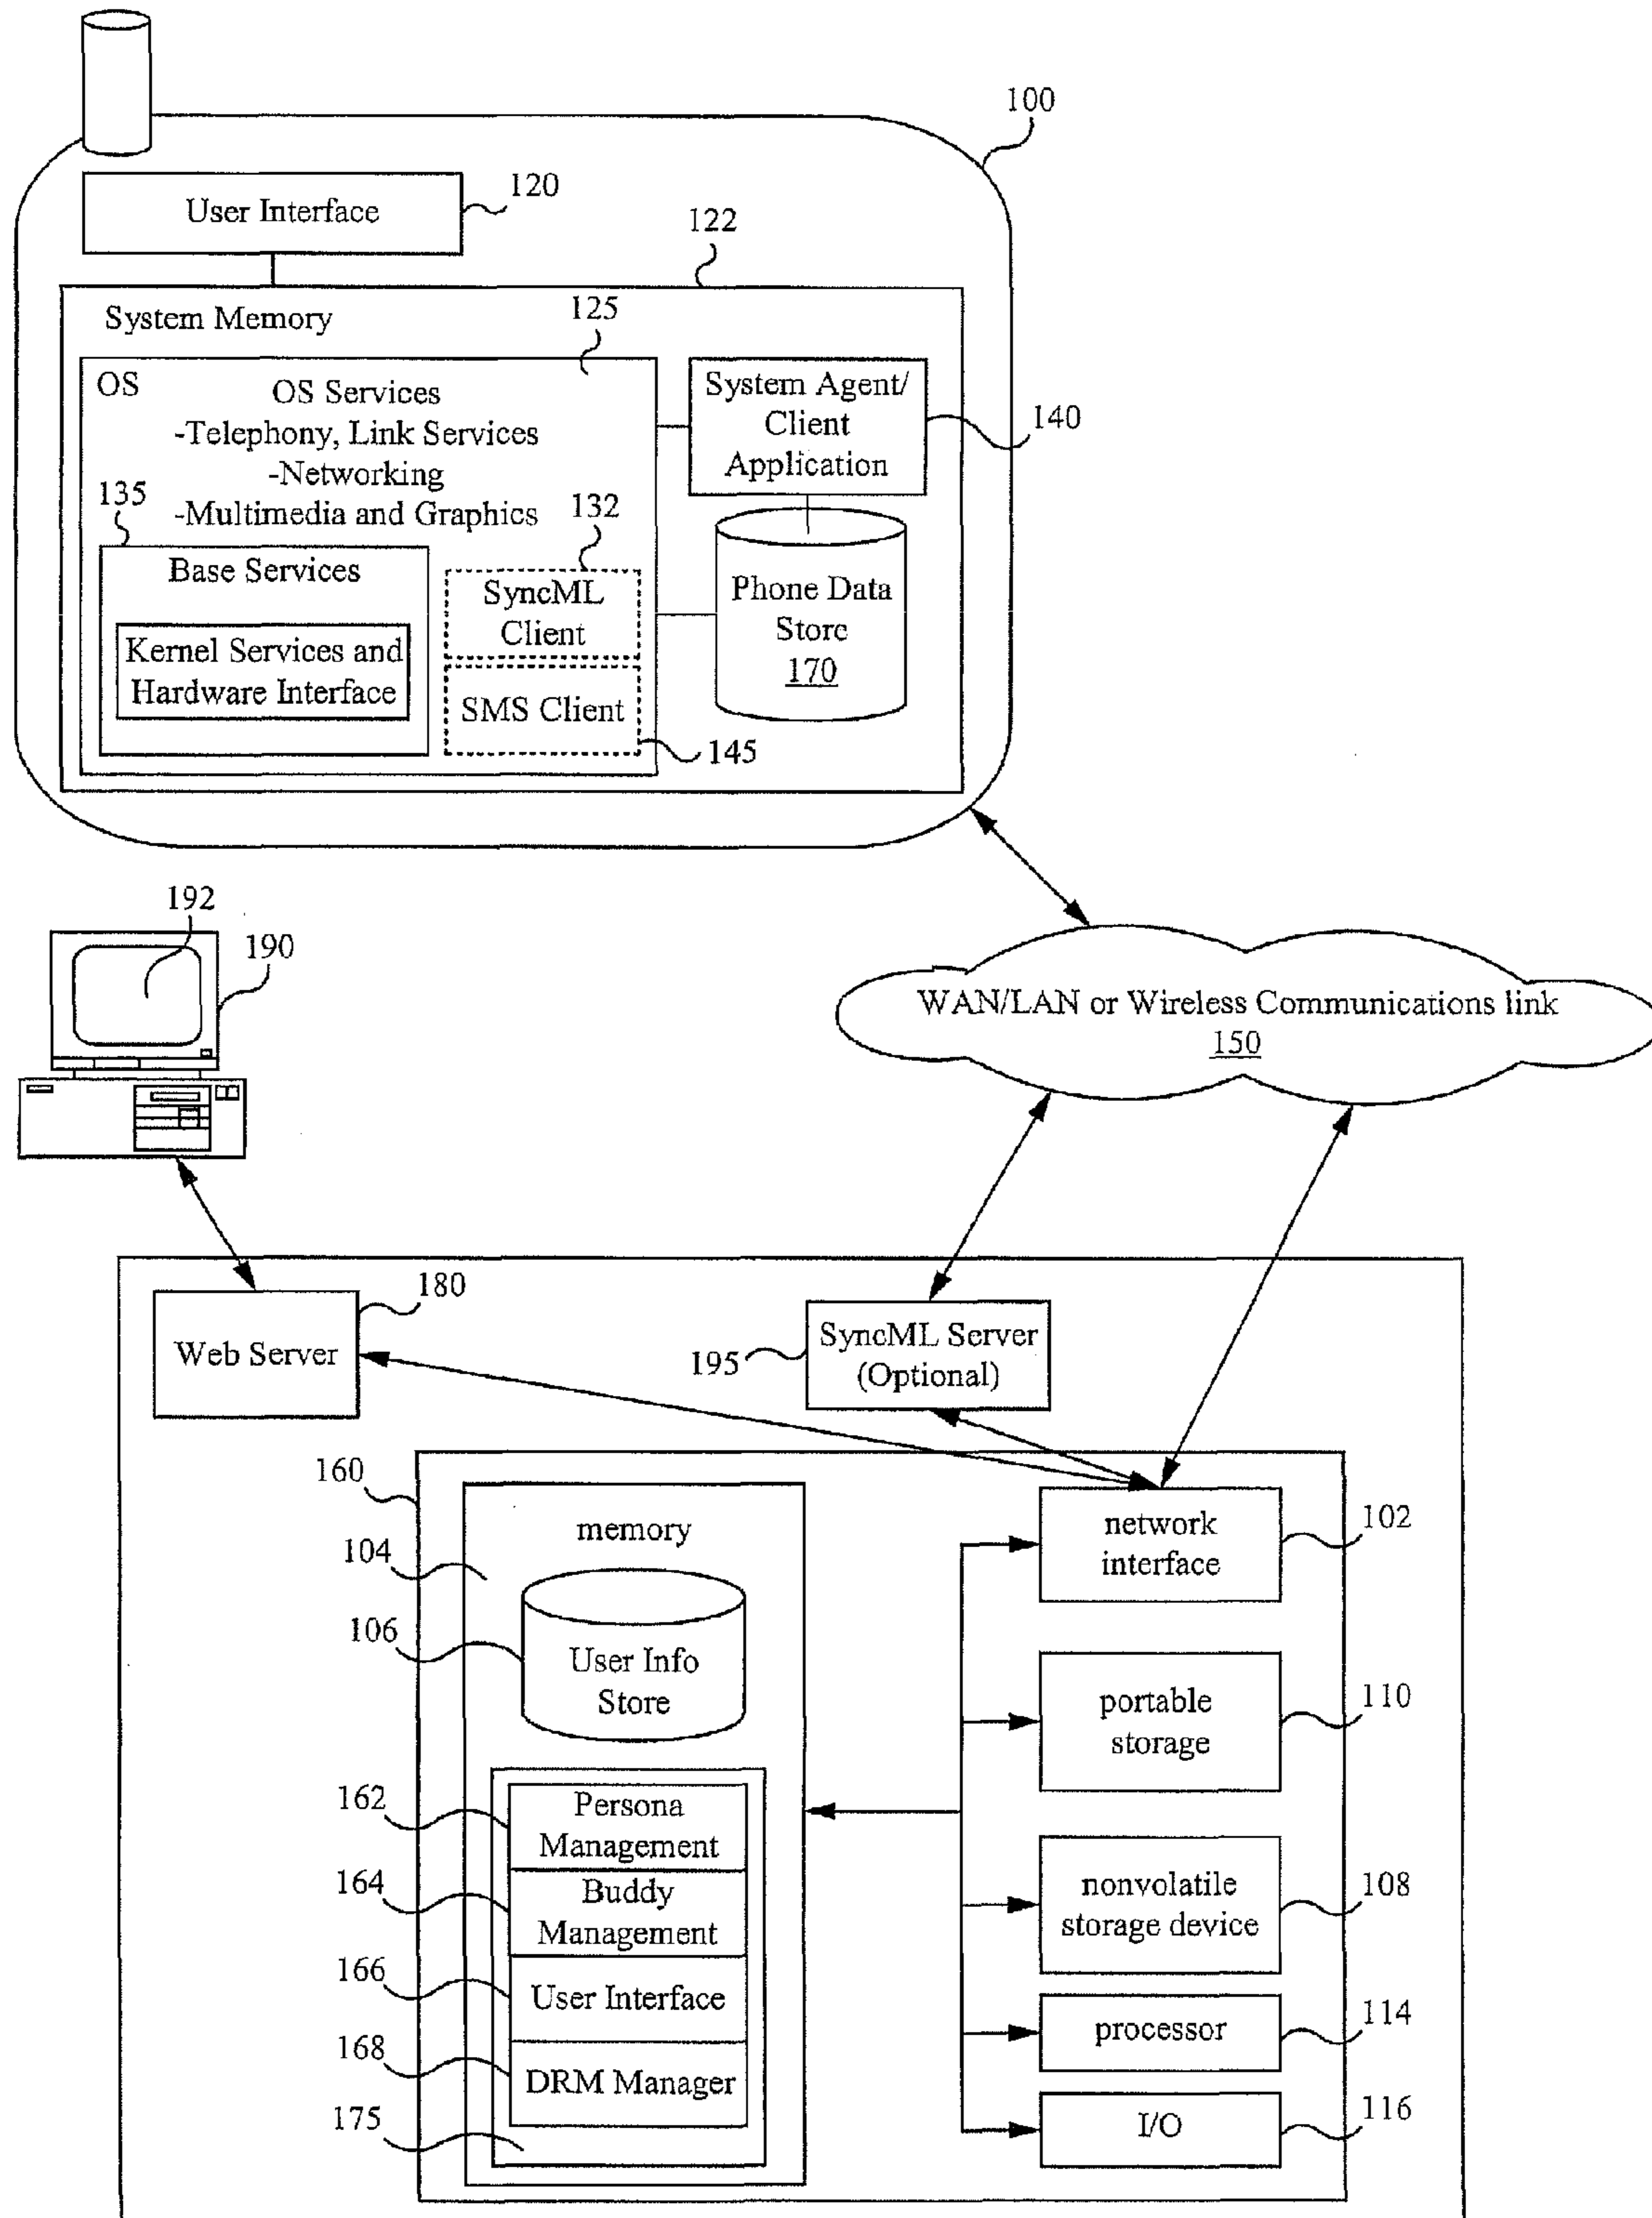 100
User Interface
120
122
System Memory
125
OS
OS Services
-Telephony, Link Services
-Networking
-Multimedia and Graphics
System Agent/
Client
Application
140
135
132
Base Services
Kernel Services and
Hardware Interface
SyncML
Client
SMS Client
145
Phone Data
Store
170
192
190
WAN/LAN or Wireless Communications link
150
180
Web Server
195
SyncML Server
(Optional)
160
memory
104
106
User Info
Store
162
Persona
Management
164
Buddy
Management
166
User Interface
168
DRM Manager
175
network
interface
102
portable
storage
110
nonvolatile
storage device
108
processor
114
I/O
116